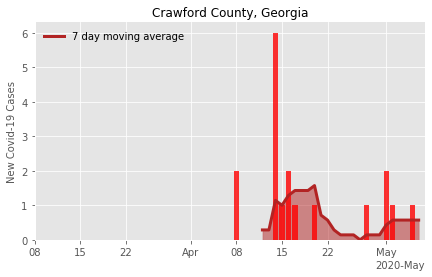 Crawford County, Georgia
7 day moving average
New Covid-19 Cases
6
5
4
3
2
1
0
08 15 22 Apr 08 15 22 May
2020-May